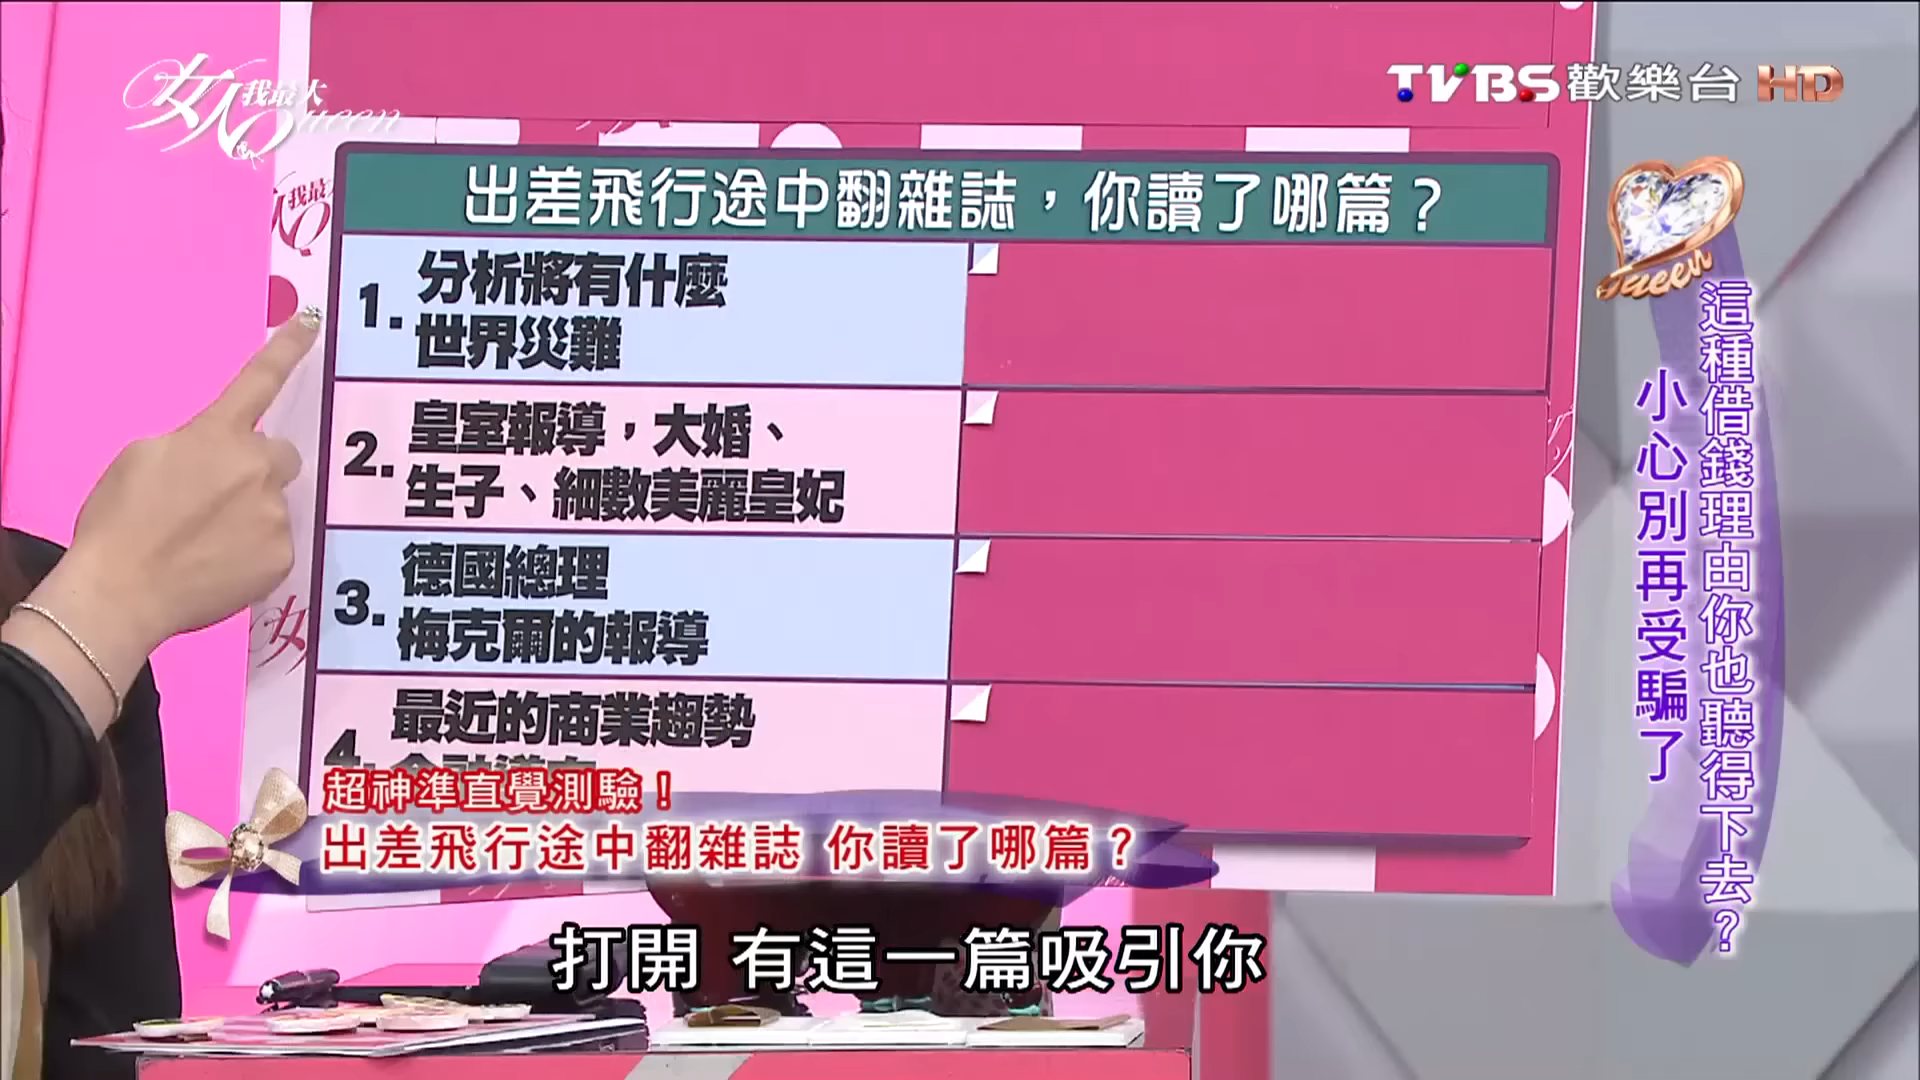 女人我最大
Queen
TVBS歡樂台 HD
我最
出差飛行途中翻雜誌，你讀了哪篇？
1. 分析將有什麼
世界災難
2. 皇室報導，大婚、
生子、細數美麗皇妃
3. 德國總理
梅克爾的報導
4. 最近的商業趨勢
Queen
這種借錢理由你也聽得下去？
小心別再受騙了
超神準直覺測驗！
出差飛行途中翻雜誌 你讀了哪篇？
打開 有這一篇吸引你